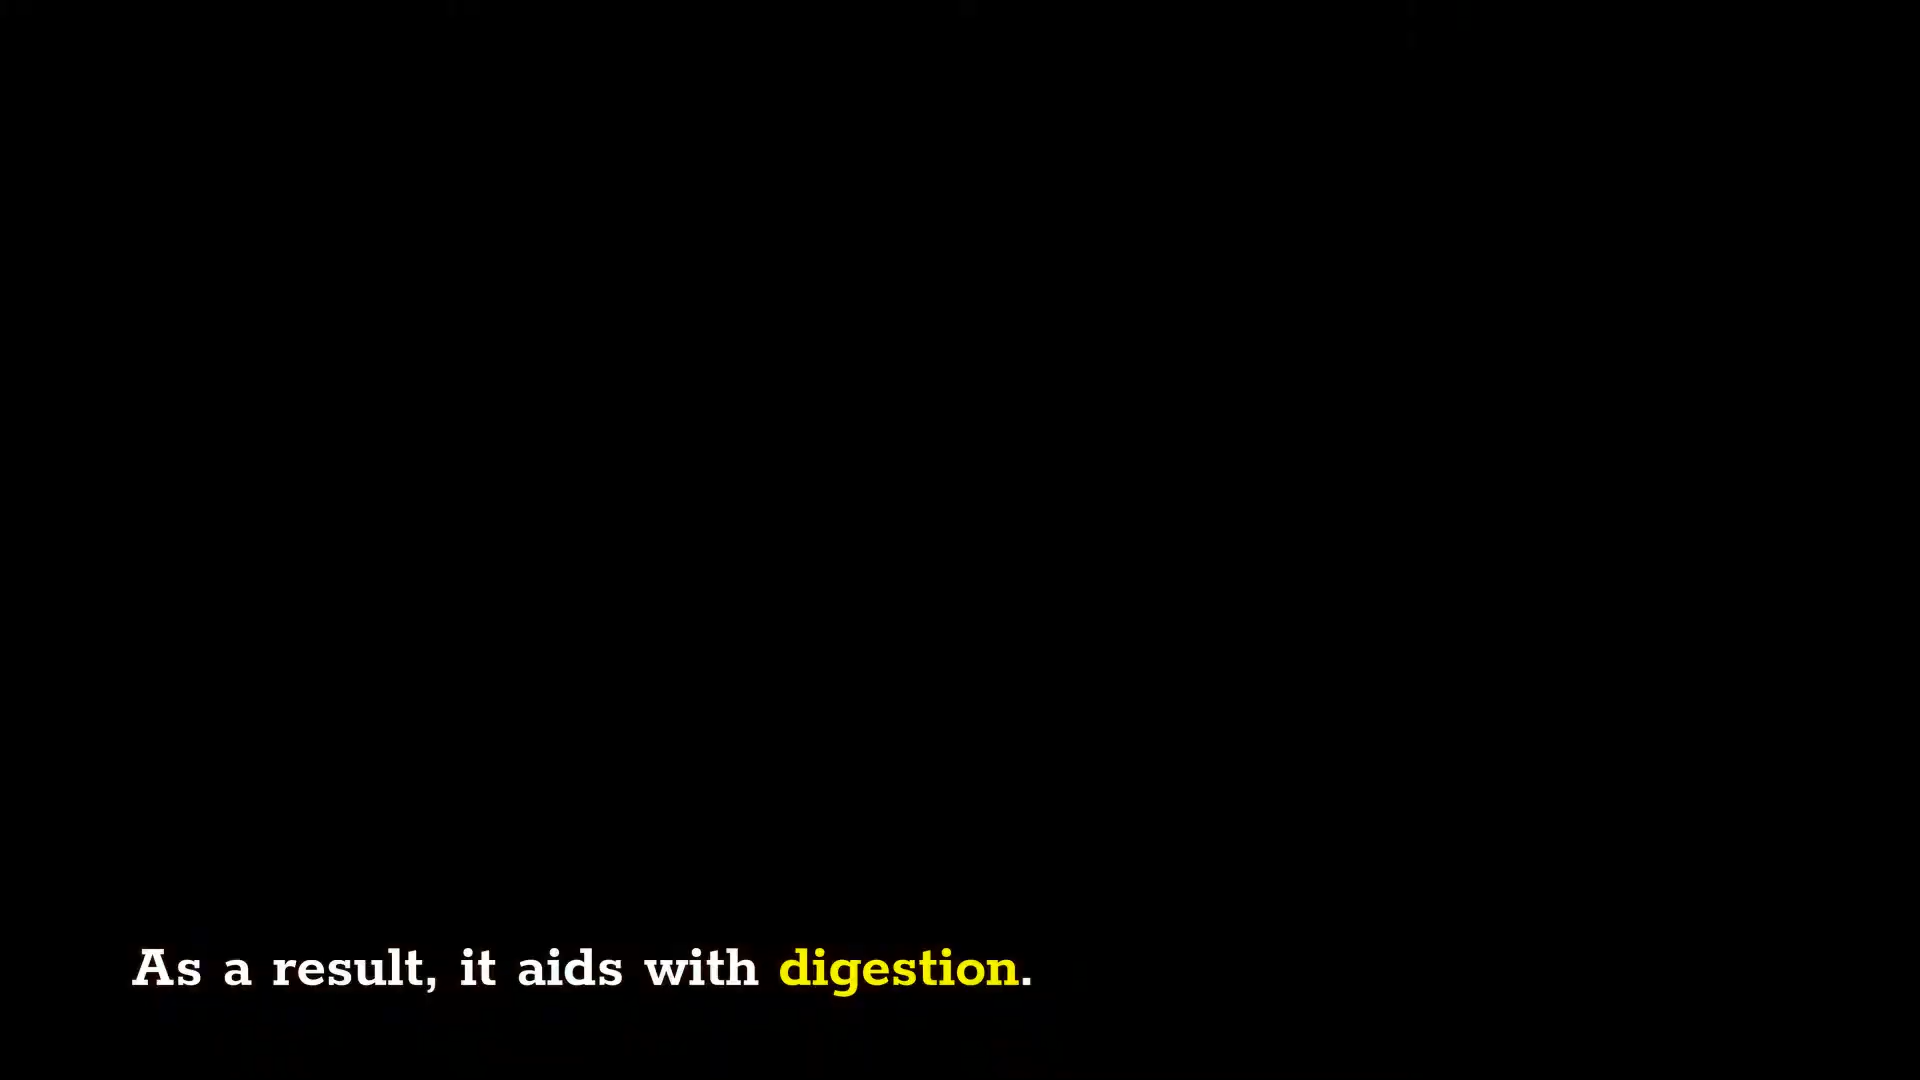 As a result, it aids with digestion.